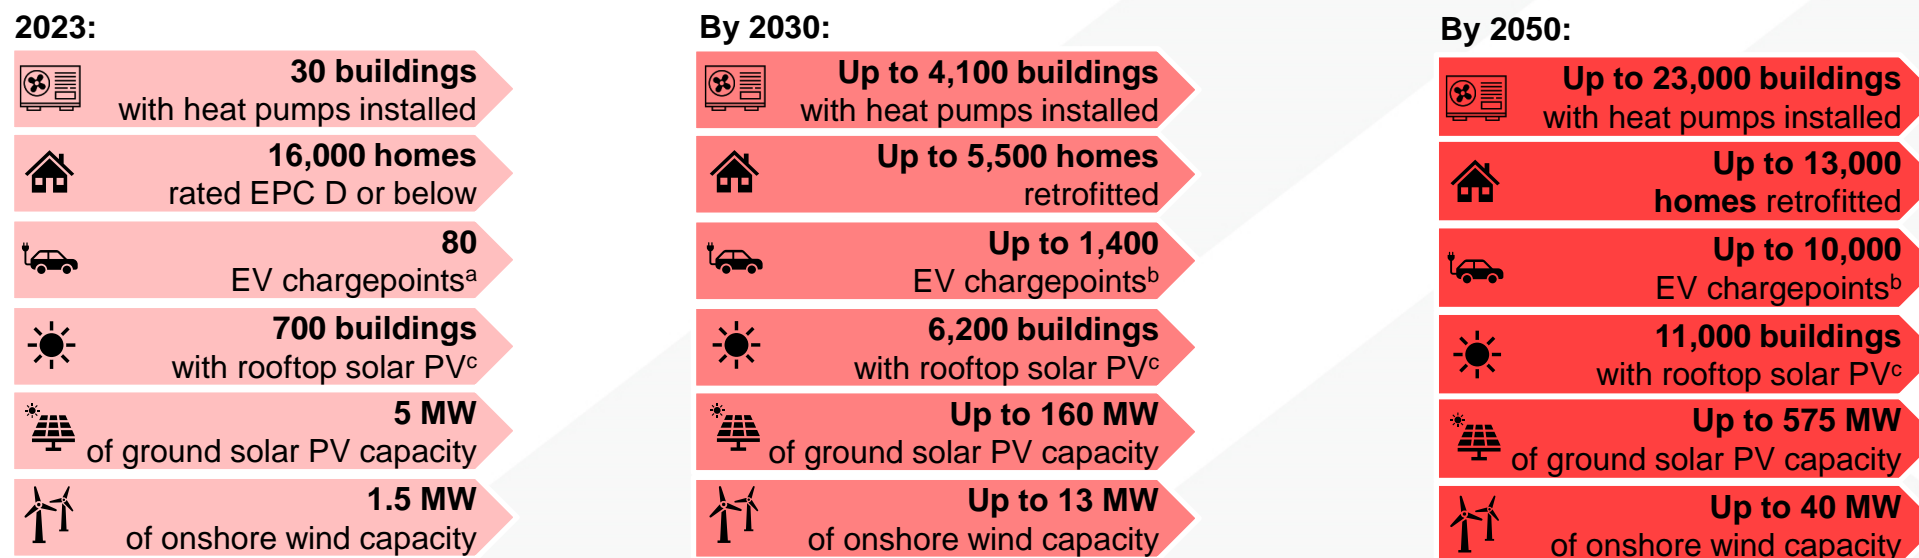 2023:
30 buildings
with heat pumps installed
16,000 homes
rated EPC D or below
80
EV chargepointsᵃ
700 buildings
with rooftop solar PVᶜ
5 MW
of ground solar PV capacity
1.5 MW
of onshore wind capacity
By 2030:
Up to 4,100 buildings
with heat pumps installed
Up to 5,500 homes
retrofitted
Up to 1,400
EV chargepointsᵇ
6,200 buildings
with rooftop solar PVᶜ
Up to 160 MW
of ground solar PV capacity
Up to 13 MW
of onshore wind capacity
By 2050:
Up to 23,000 buildings
with heat pumps installed
Up to 13,000
homes retrofitted
Up to 10,000
EV chargepointsᵇ
11,000 buildings
with rooftop solar PVᶜ
Up to 575 MW
of ground solar PV capacity
Up to 40 MW
of onshore wind capacity